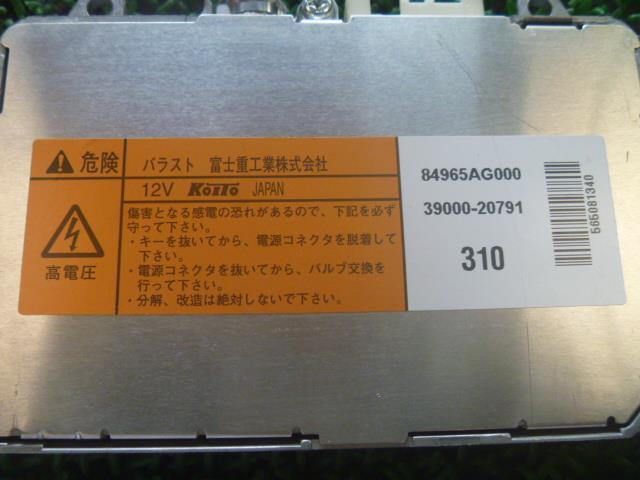 危険
高電圧
バラスト 富士重工業株式会社
12V KOITO JAPAN
傷害となる感電の恐れがあるので、下記を必ず
守って下さい。
・キーを抜いてから、電源コネクタを脱着して
下さい。
・電源コネクタを抜いてから、バルブ交換を
行って下さい。
・分解、改造は絶対しないで下さい。
84965AG000
39000-20791
310
565081340